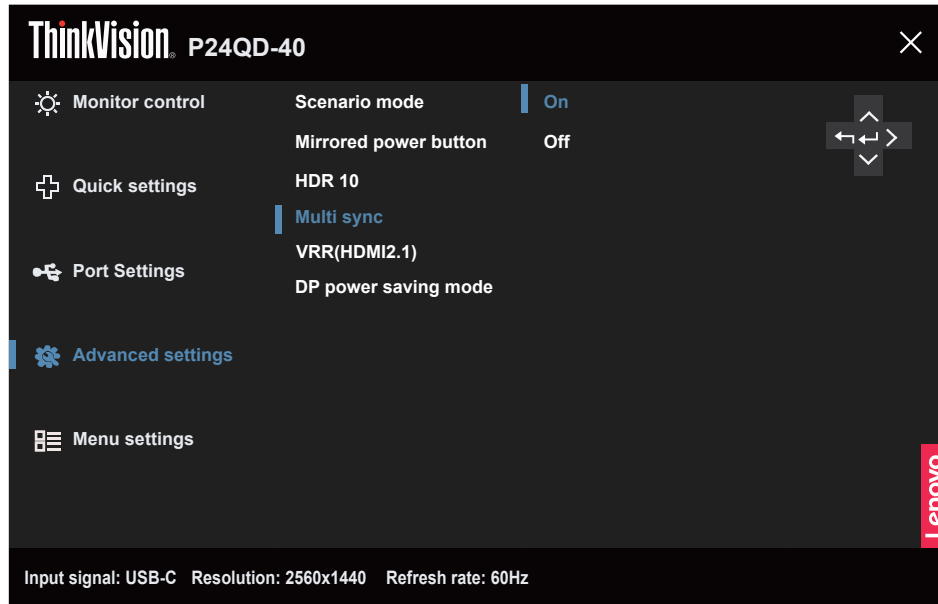 ThinkVision® P24QD-40
Monitor control
Scenario mode
On
Mirrored power button
Off
Quick settings
HDR 10
Multi sync
VRR(HDMI2.1)
Port Settings
DP power saving mode
Advanced settings
Menu settings
Lenovo
Input signal: USB-C Resolution: 2560x1440 Refresh rate: 60Hz